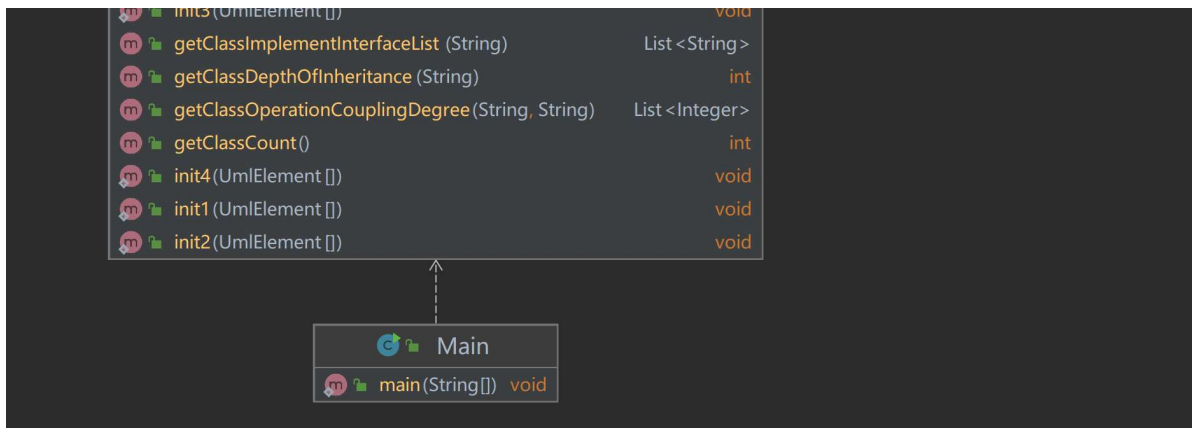 init3(UmlElement[]) void
getClassImplementInterfaceList (String) List<String>
getClassDepthOfInheritance (String) int
getClassOperationCouplingDegree(String, String) List<Integer>
getClassCount() int
init4(UmlElement[]) void
init1(UmlElement[]) void
init2(UmlElement[]) void
Main
main(String[]) void